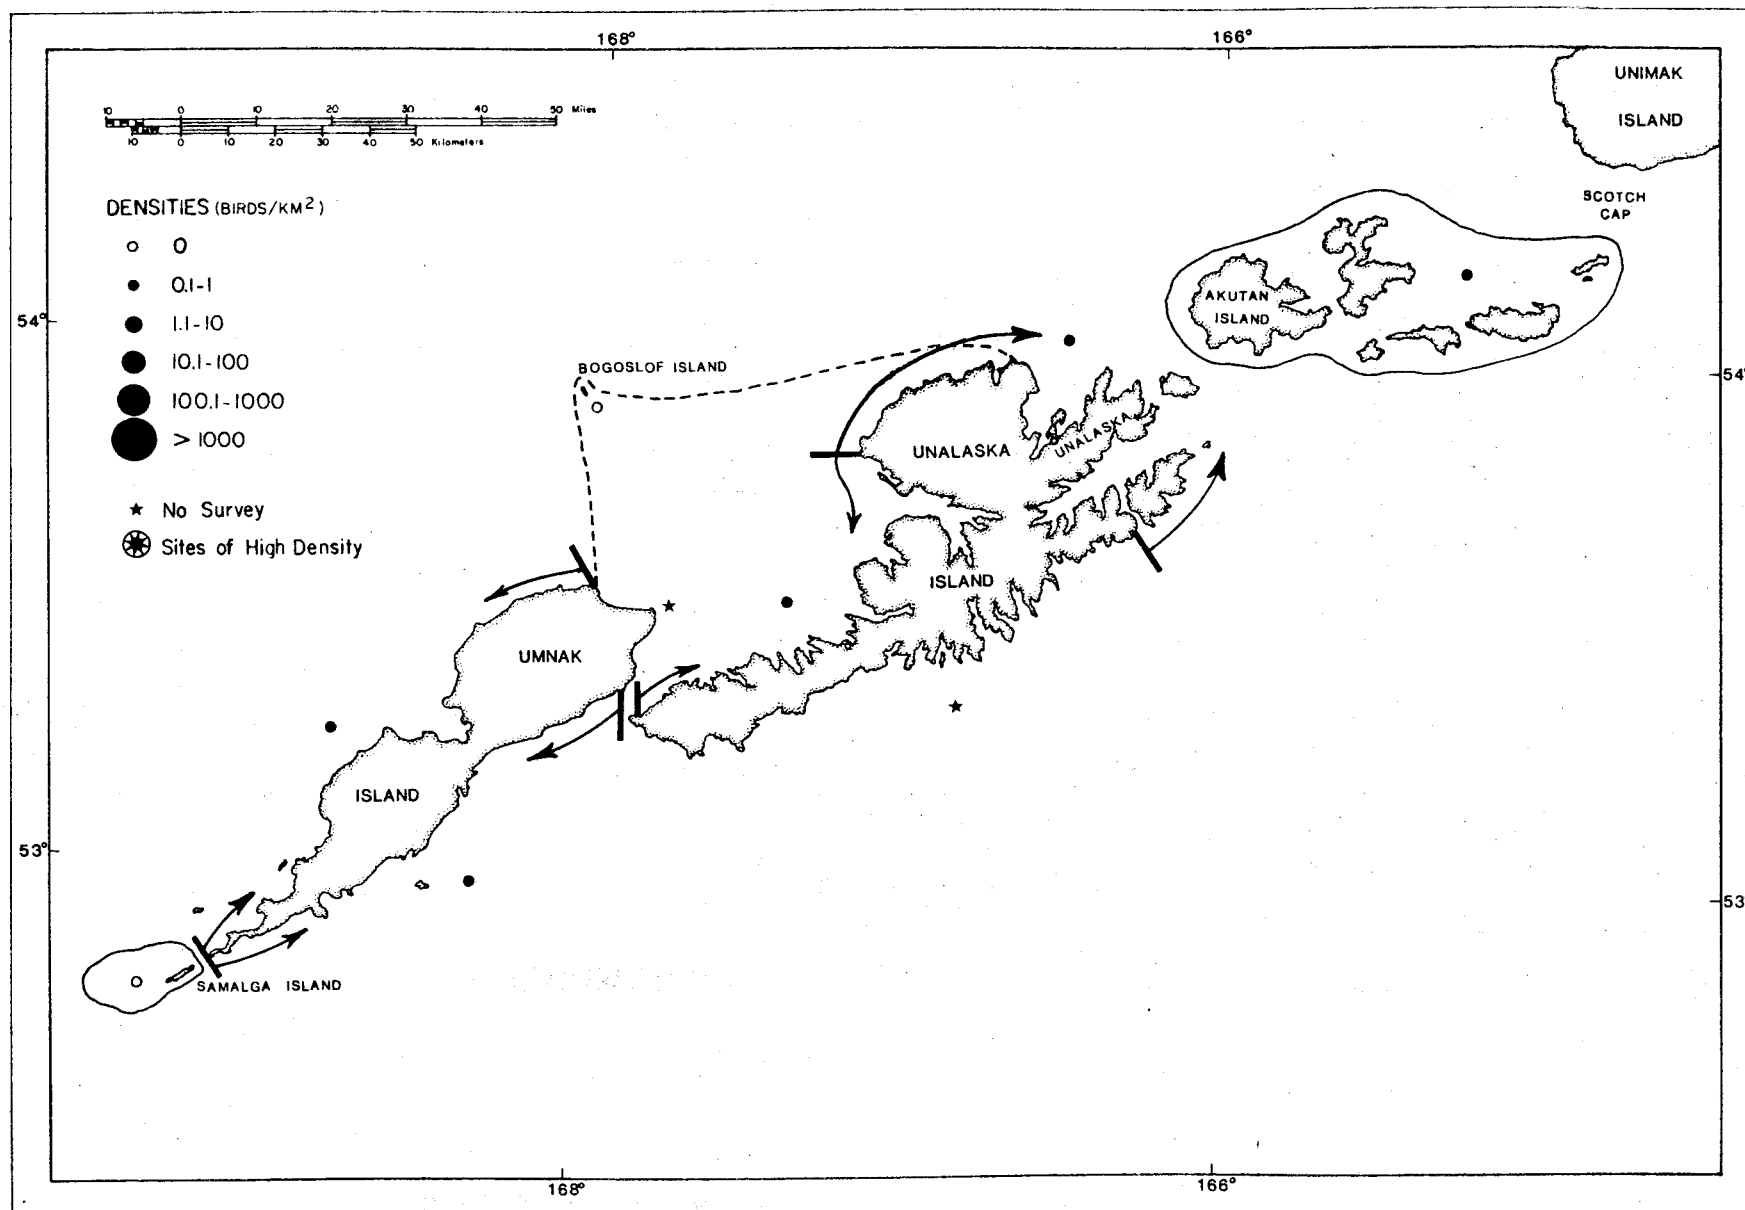 168°
166°
UNIMAK
ISLAND
10 0 10 20 30 40 50 Miles
10 0 10 20 30 40 50 Kilometers
SCOTCH
CAP
DENSITIES (BIRDS/KM2)
0
0.1-1
1.1-10
10.1-100
100.1-1000
> 1000
No Survey
Sites of High Density
54°
AKUTAN
ISLAND
BOGOSLOF ISLAND
54°
UNALASKA
UNALASKA
ISLAND
UMNAK
ISLAND
53°
53°
SAMALGA ISLAND
168°
166°